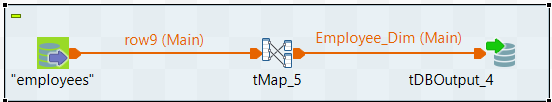 row9 (Main)
Employee_Dim (Main)
"employees"
tMap_5
tDBOutput_4